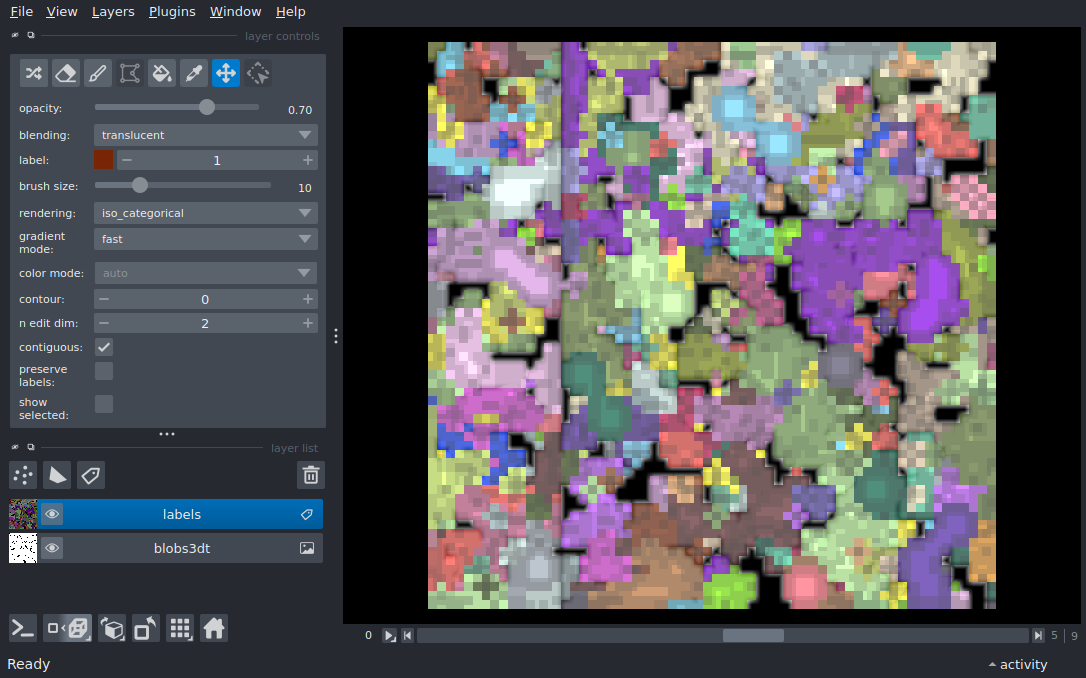 File View Layers Plugins Window Help
layer controls
opacity: 0.70
blending: translucent
label: 1
brush size: 10
rendering: iso_categorical
gradient
mode: fast
color mode: auto
contour: 0
n edit dim: 2
contiguous:
preserve
labels:
show
selected:
layer list
labels
blobs3dt
0 5 9
Ready activity